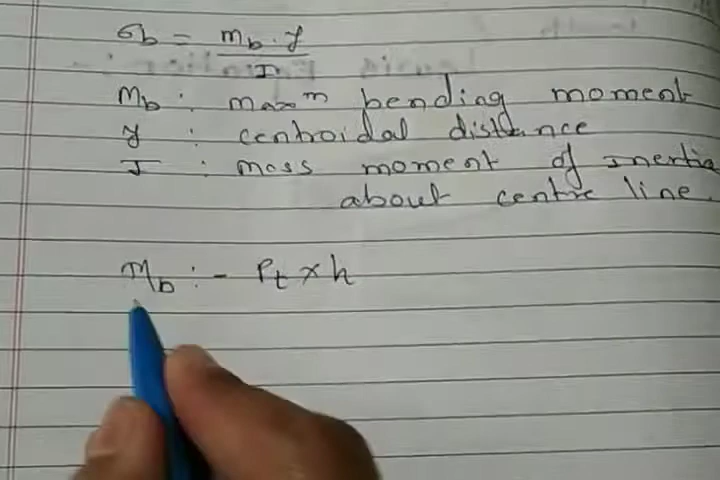 σb = mb . y / I
Mb : maxᵐ bending moment
y : centroidal distance
I : mass moment of Inertia
about centre line.
Mb :- Pt × h